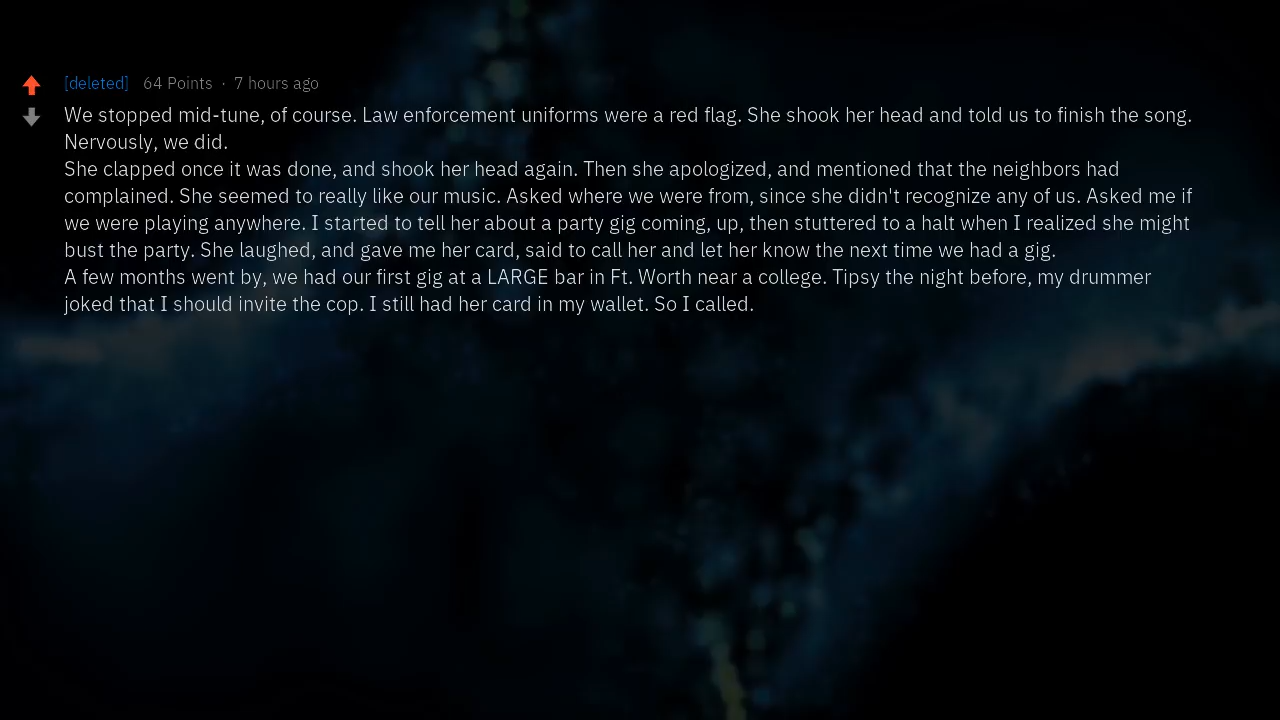 [deleted] 64 Points · 7 hours ago
We stopped mid-tune, of course. Law enforcement uniforms were a red flag. She shook her head and told us to finish the song.
Nervously, we did.
She clapped once it was done, and shook her head again. Then she apologized, and mentioned that the neighbors had
complained. She seemed to really like our music. Asked where we were from, since she didn't recognize any of us. Asked me if
we were playing anywhere. I started to tell her about a party gig coming, up, then stuttered to a halt when I realized she might
bust the party. She laughed, and gave me her card, said to call her and let her know the next time we had a gig.
A few months went by, we had our first gig at a LARGE bar in Ft. Worth near a college. Tipsy the night before, my drummer
joked that I should invite the cop. I still had her card in my wallet. So I called.